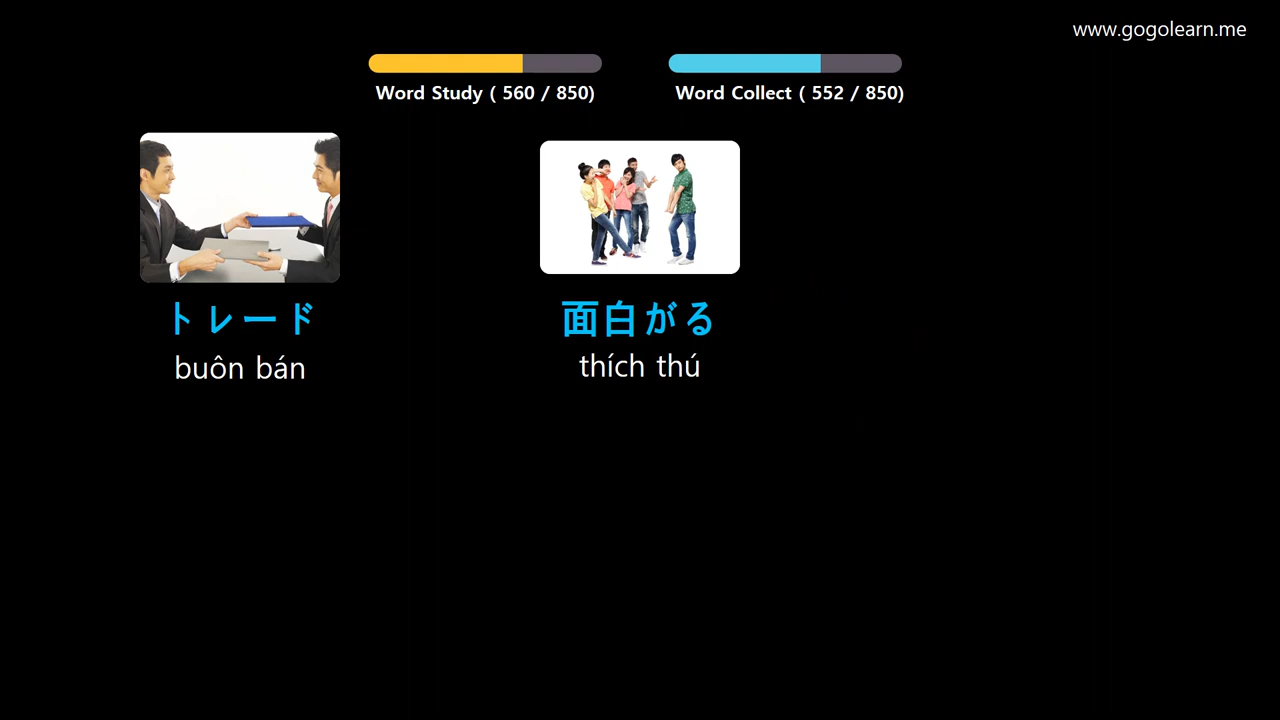 www.gogolearn.me
Word Study ( 560 / 850)
Word Collect ( 552 / 850)
トレード
buôn bán
面白がる
thích thú